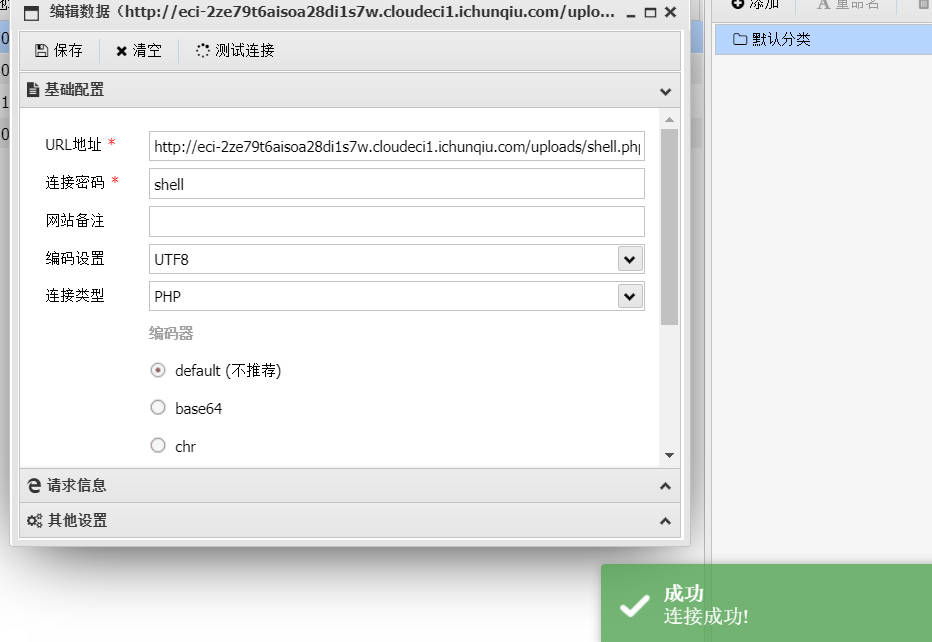 编辑数据（http://eci-2ze79t6aisoa28di1s7w.cloudeci1.ichunqiu.com/uplo...
添加
重命名
保存
清空
测试连接
默认分类
基础配置
URL地址 *
http://eci-2ze79t6aisoa28di1s7w.cloudeci1.ichunqiu.com/uploads/shell.php
连接密码 *
shell
网站备注
编码设置
UTF8
连接类型
PHP
编码器
default (不推荐)
base64
chr
请求信息
其他设置
成功
连接成功!